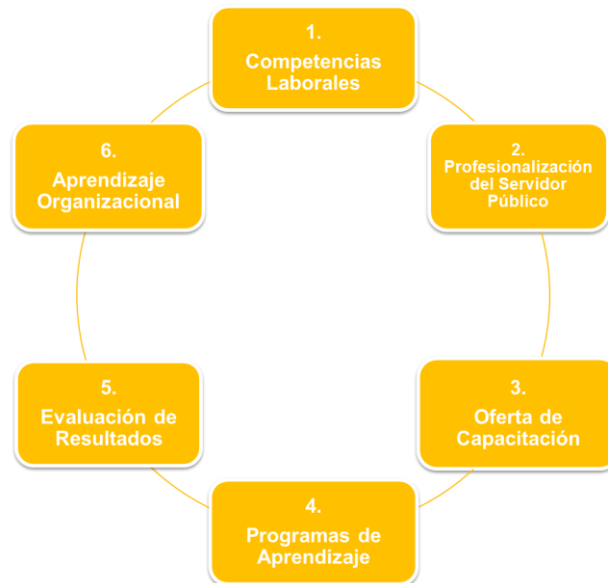 1.
Competencias
Laborales
2.
Profesionalización
del Servidor
Público
3.
Oferta de
Capacitación
4.
Programas de
Aprendizaje
5.
Evaluación de
Resultados
6.
Aprendizaje
Organizacional